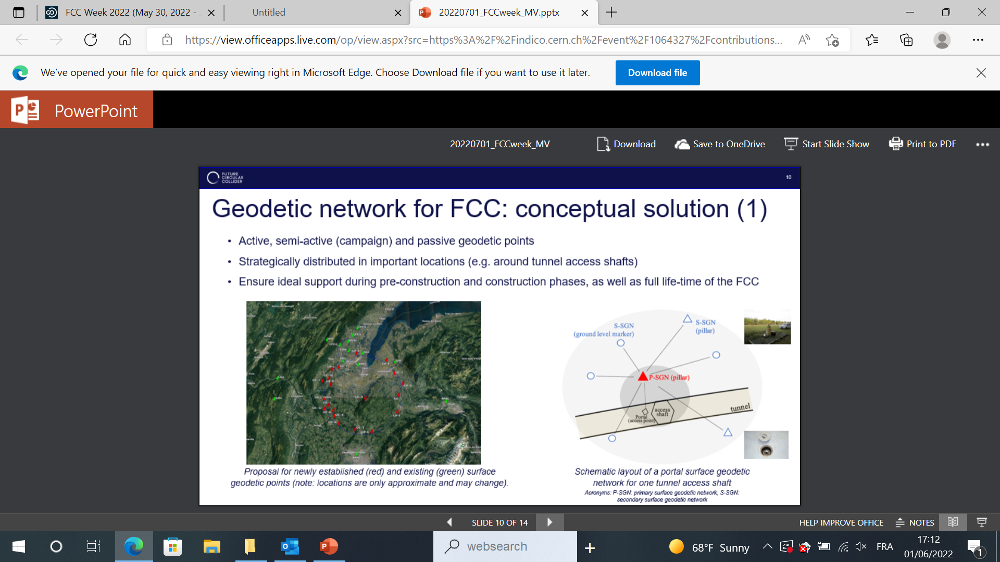 FCC Week 2022 (May 30, 2022 -
Untitled
20220701_FCCweek_MV.pptx
https://view.officeapps.live.com/op/view.aspx?src=https%3A%2F%2Findico.cern.ch%2Fevent%2F1064327%2Fcontributions...
We've opened your file for quick and easy viewing right in Microsoft Edge. Choose Download file if you want to use it later.
Download file
PowerPoint
20220701_FCCweek_MV
Download
Save to OneDrive
Start Slide Show
Print to PDF
FUTURE
CIRCULAR
COLLIDER
10
Geodetic network for FCC: conceptual solution (1)
• Active, semi-active (campaign) and passive geodetic points
• Strategically distributed in important locations (e.g. around tunnel access shafts)
• Ensure ideal support during pre-construction and construction phases, as well as full life-time of the FCC
S-SGN
(ground level marker)
S-SGN
(pillar)
P-SGN (pillar)
tunnel
access
shaft
Portal
(access point)
Proposal for newly established (red) and existing (green) surface
geodetic points (note: locations are only approximate and may change).
Schematic layout of a portal surface geodetic
network for one tunnel access shaft
Acronyms: P-SGN: primary surface geodetic network, S-SGN:
secondary surface geodetic network
SLIDE 10 OF 14
HELP IMPROVE OFFICE
NOTES
websearch
68°F Sunny
FRA
17:12
01/06/2022
1